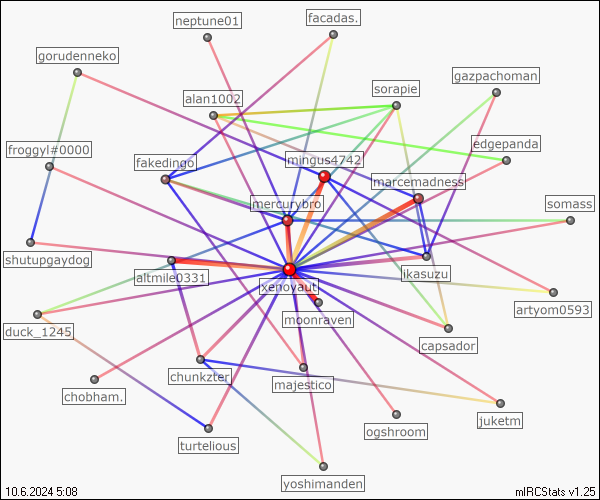 neptune01
facadas.
gorudenneko
gazpachoman
sorapie
alan1002
edgepanda
froggyl#0000
fakedingo
mingus4742
marcemadness
mercurybro
somass
shutupgaydog
altmile0331
ikasuzu
xenoyaut
artyom0593
moonraven
duck_1245
capsador
chunkzter
majestico
chobham.
juketm
ogshroom
turtelious
yoshimanden
10.6.2024 5:08
mIRCStats v1.25